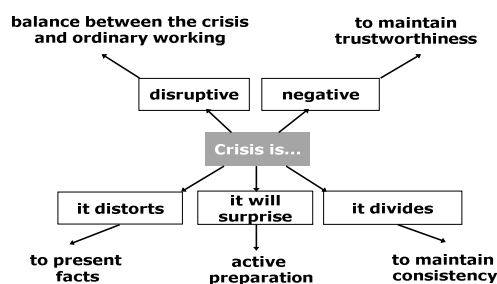 balance between the crisis
and ordinary working
to maintain
trustworthiness
disruptive
negative
Crisis is...
it distorts
it will
surprise
it divides
to present
facts
active
preparation
to maintain
consistency